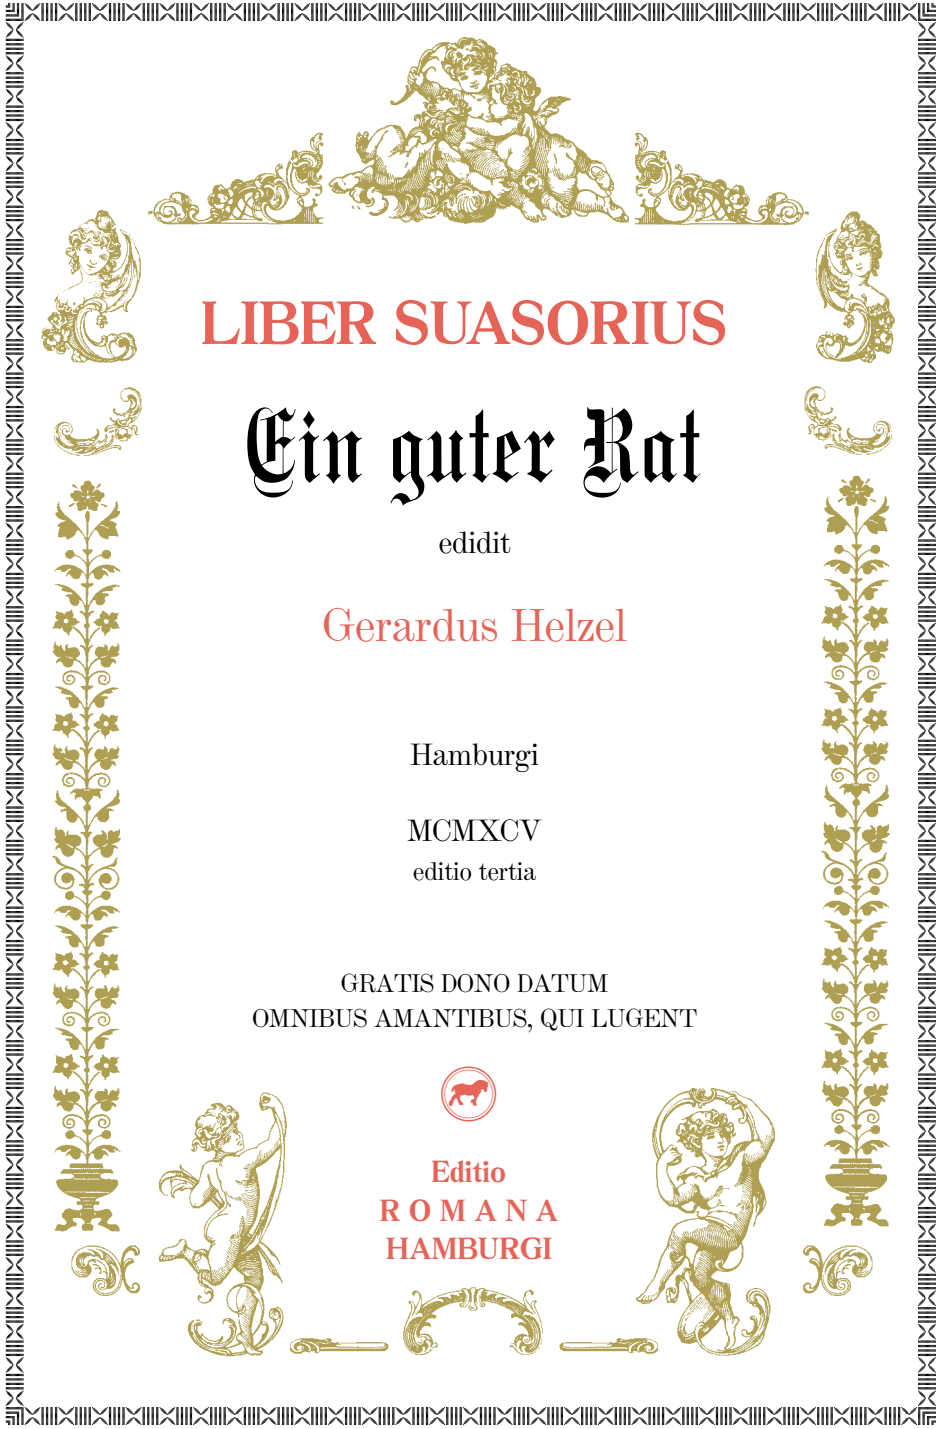 LIBER SUASORIUS
Ein guter Rat
edidit
Gerardus Helzel
Hamburgi
MCMXCV
editio tertia
GRATIS DONO DATUM
OMNIBUS AMANTIBUS, QUI LUGENT
Editio
ROMANA
HAMBURGI